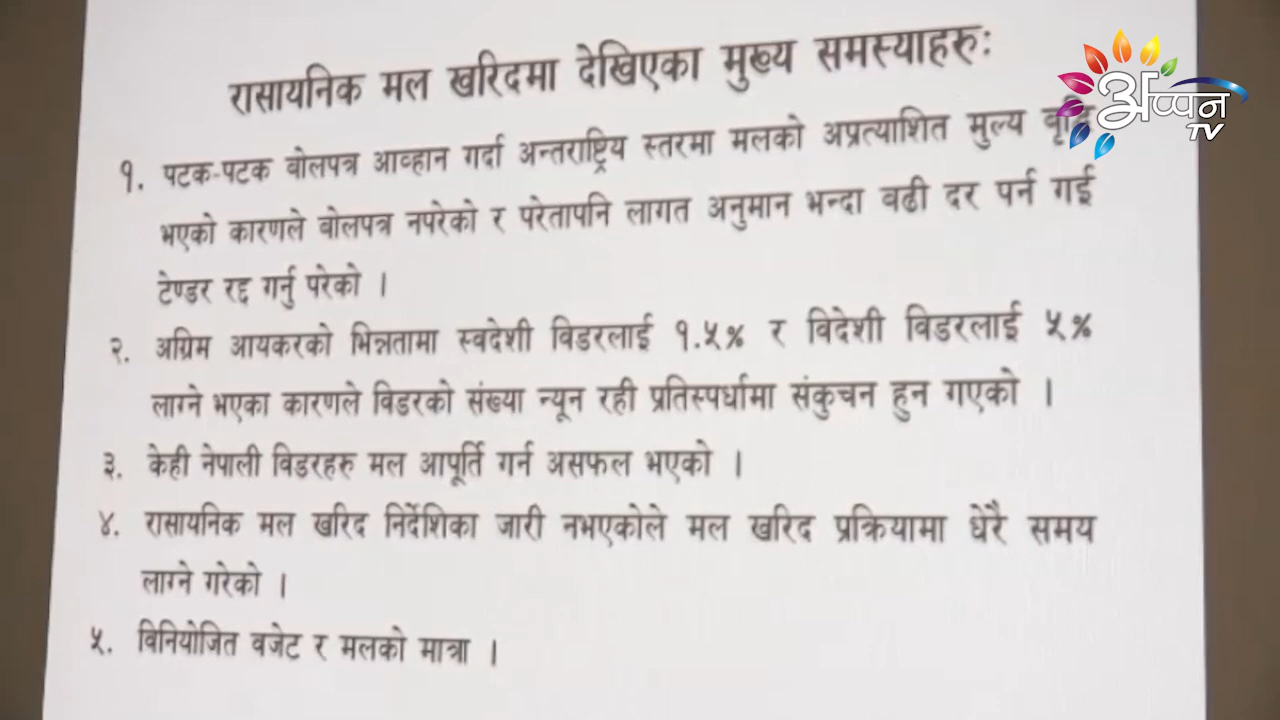 रासायनिक मल खरिदमा देखिएका मुख्य समस्याहरुः
१. पटक-पटक वोलपत्र आव्हान गर्दा अन्तराष्ट्रिय स्तरमा मलको अप्रत्याशित मुल्य वृद्धि
भएको कारणले वोलपत्र नपरेको र परेतापनि लागत अनुमान भन्दा वढी दर पर्न गई
टेण्डर रद्द गर्नु परेको ।
२. अग्रिम आयकरको भिन्नतामा स्वदेशी विडरलाई १.५% र विदेशी विडरलाई ५%
लाग्ने भएका कारणले विडरको संख्या न्यून रही प्रतिस्पर्धामा संकुचन हुन गएको ।
३. केही नेपाली विडरहरु मल आपूर्ति गर्न असफल भएको ।
४. रासायनिक मल खरिद निर्देशिका जारी नभएकोले मल खरिद प्रक्रियामा धेरै समय
लाग्ने गरेको ।
५. विनियोजित वजेट र मलको मात्रा ।
अप्पन
TV